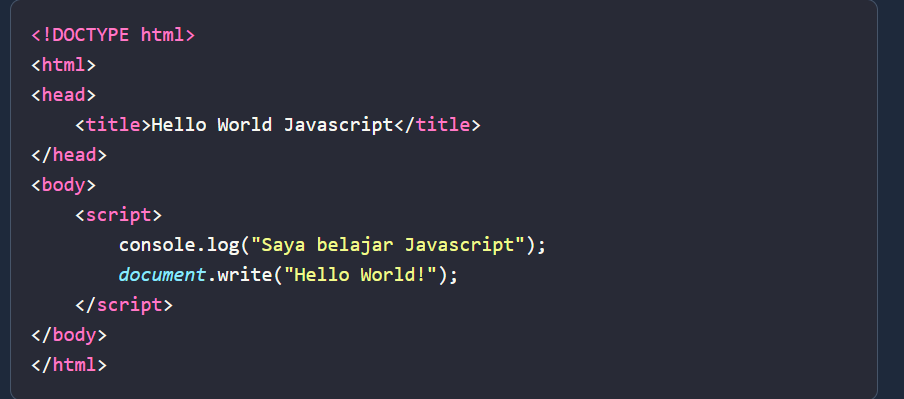 <!DOCTYPE html>
<html>
<head>
    <title>Hello World Javascript</title>
</head>
<body>
    <script>
        console.log("Saya belajar Javascript");
        document.write("Hello World!");
    </script>
</body>
</html>